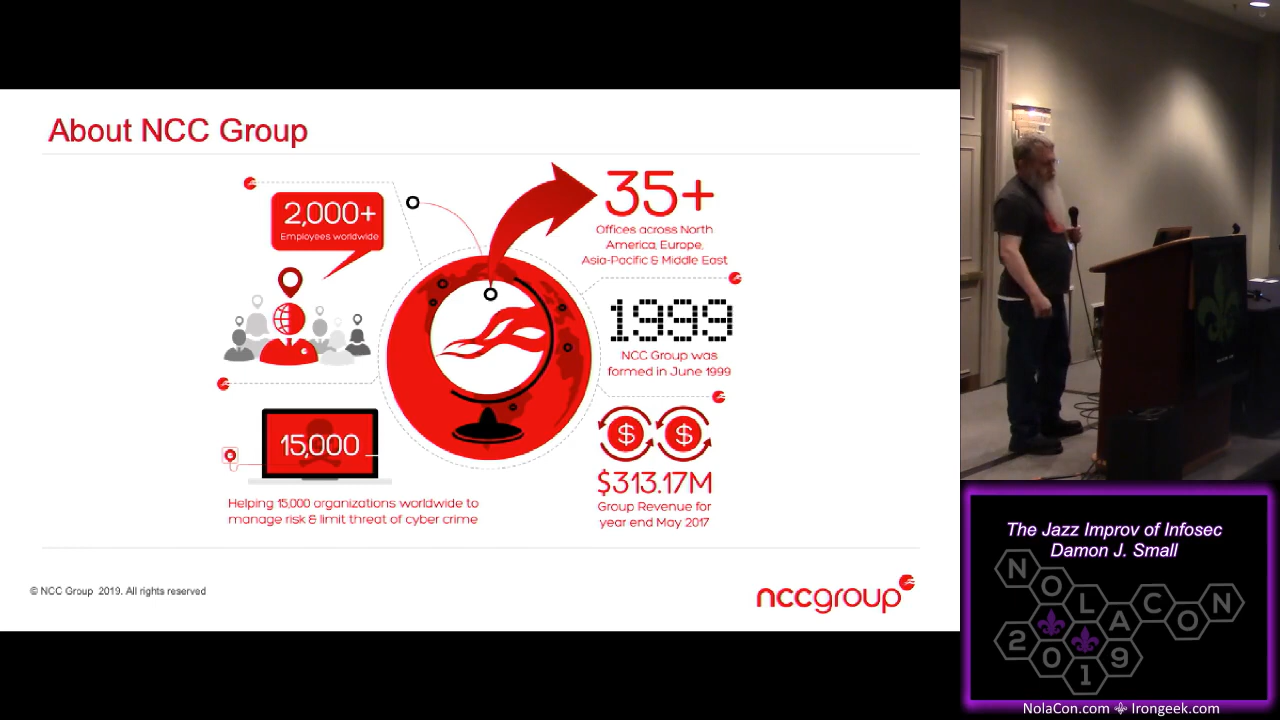 About NCC Group
2,000+
Employees worldwide
35+
Offices across North
America, Europe,
Asia-Pacific & Middle East
1999
NCC Group was
formed in June 1999
15,000
Helping 15,000 organizations worldwide to
manage risk & limit threat of cyber crime
$ $
$313.17M
Group Revenue for
year end May 2017
© NCC Group 2019. All rights reserved
nccgroup
The Jazz Improv of Infosec
Damon J. Small
NOLACON
2019
NolaCon.com Irongeek.com